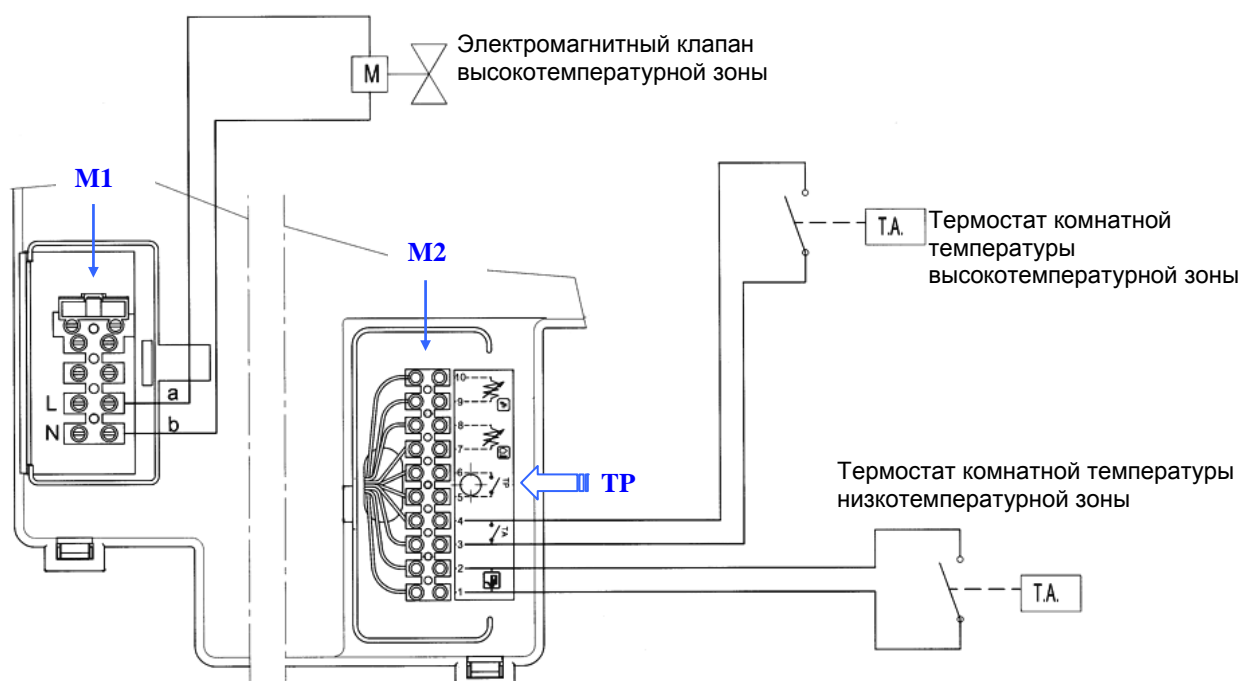 Электромагнитный клапан
высокотемпературной зоны
M
M1
M2
T.A.
Термостат комнатной
температуры
высокотемпературной зоны
L
a
N
b
10
9
8
7
6
5
4
3
2
1
TP
TA
TP
Термостат комнатной температуры
низкотемпературной зоны
T.A.